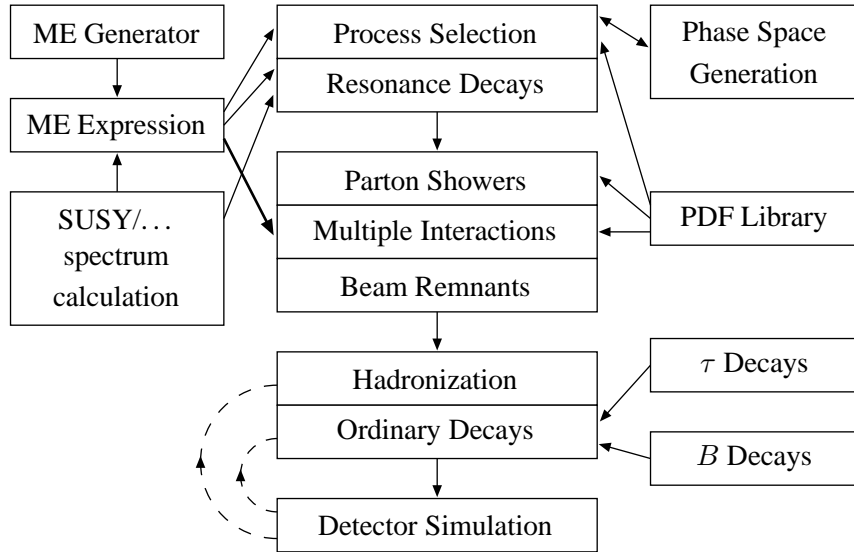 ME Generator
ME Expression
SUSY/...
spectrum
calculation
Process Selection
Resonance Decays
Parton Showers
Multiple Interactions
Beam Remnants
Hadronization
Ordinary Decays
Detector Simulation
Phase Space
Generation
PDF Library
τ Decays
B Decays